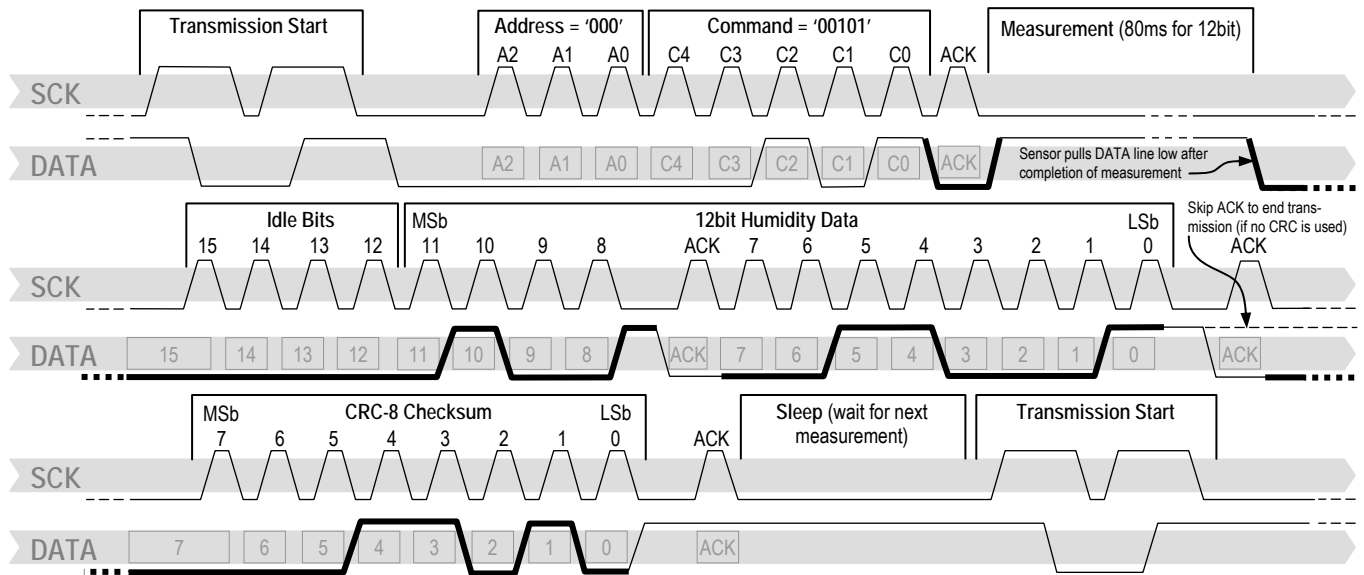 Transmission Start
Address = ‘000’
Command = ‘00101’
Measurement (80ms for 12bit)
A2 A1 A0 C4 C3 C2 C1 C0 ACK
SCK
DATA
A2 A1 A0 C4 C3 C2 C1 C0 ACK
Sensor pulls DATA line low after
completion of measurement
Idle Bits
MSb
12bit Humidity Data
LSb
Skip ACK to end trans-
mission (if no CRC is used)
15 14 13 12 11 10 9 8 ACK 7 6 5 4 3 2 1 0 ACK
SCK
DATA
15 14 13 12 11 10 9 8 ACK 7 6 5 4 3 2 1 0 ACK
MSb
CRC-8 Checksum
LSb
Sleep (wait for next
measurement)
Transmission Start
7 6 5 4 3 2 1 0 ACK
SCK
DATA
7 6 5 4 3 2 1 0 ACK